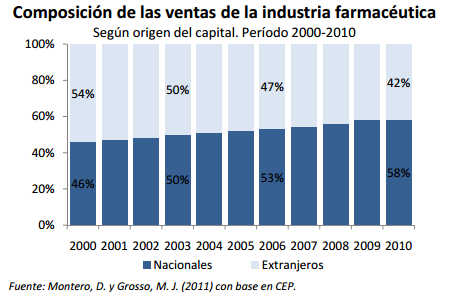 Composición de las ventas de la industria farmacéutica
Según origen del capital. Período 2000-2010
100%
80%
60%
40%
20%
0%
54%
50%
47%
42%
46%
50%
53%
58%
2000 2001 2002 2003 2004 2005 2006 2007 2008 2009 2010
Nacionales Extranjeros
Fuente: Montero, D. y Grosso, M. J. (2011) con base en CEP.